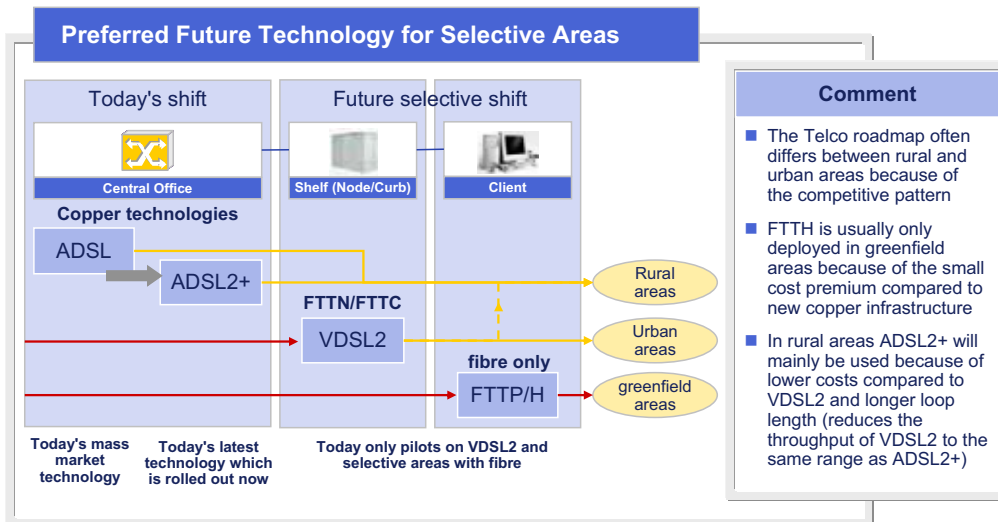 Preferred Future Technology for Selective Areas
Today's shift
Future selective shift
Central Office
Shelf (Node/Curb)
Client
Copper technologies
ADSL
ADSL2+
FTTN/FTTC
VDSL2
fibre only
FTTP/H
Rural
areas
Urban
areas
greenfield
areas
Today's mass
market
technology
Today's latest
technology which
is rolled out now
Today only pilots on VDSL2 and
selective areas with fibre
Comment
The Telco roadmap often
differs between rural and
urban areas because of
the competitive pattern
FTTH is usually only
deployed in greenfield
areas because of the small
cost premium compared to
new copper infrastructure
In rural areas ADSL2+ will
mainly be used because of
lower costs compared to
VDSL2 and longer loop
length (reduces the
throughput of VDSL2 to the
same range as ADSL2+)